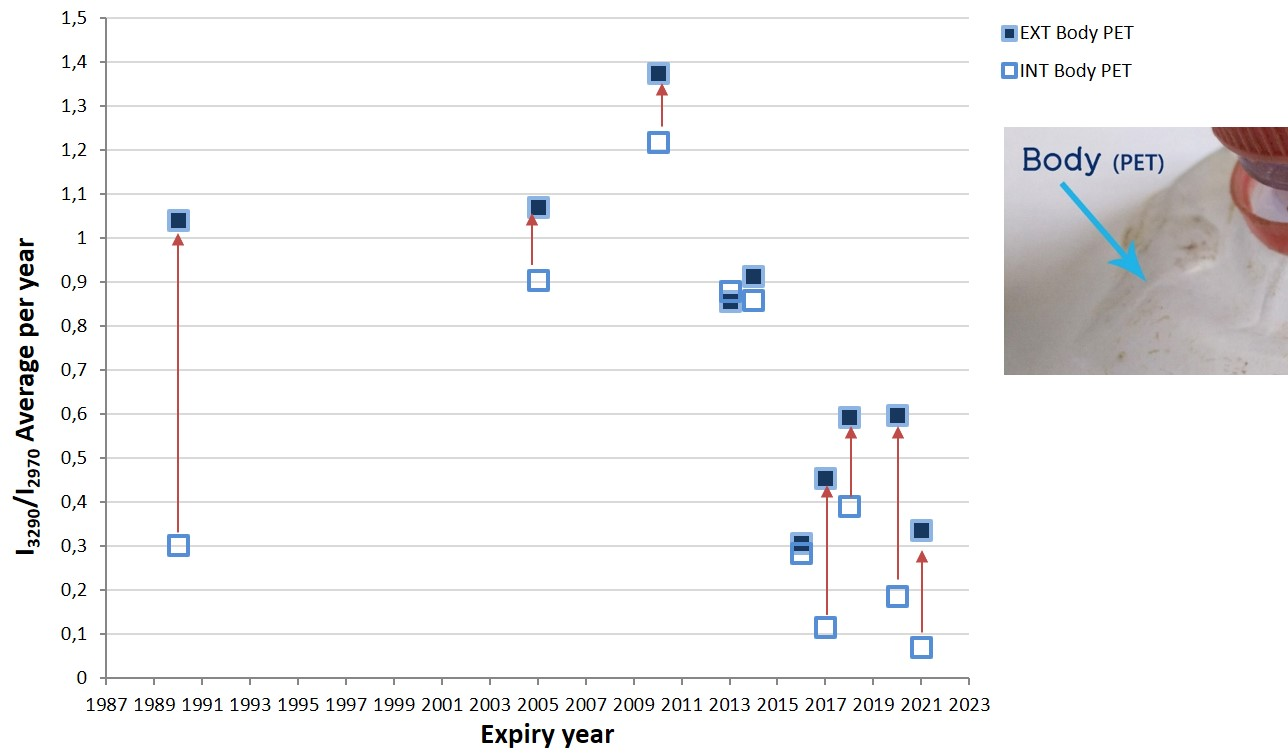 1,5
1,4
1,3
1,2
1,1
1
0,9
0,8
0,7
0,6
0,5
0,4
0,3
0,2
0,1
0
I3290/I2970 Average per year
1987 1989 1991 1993 1995 1997 1999 2001 2003 2005 2007 2009 2011 2013 2015 2017 2019 2021 2023
Expiry year
EXT Body PET
INT Body PET
Body (PET)